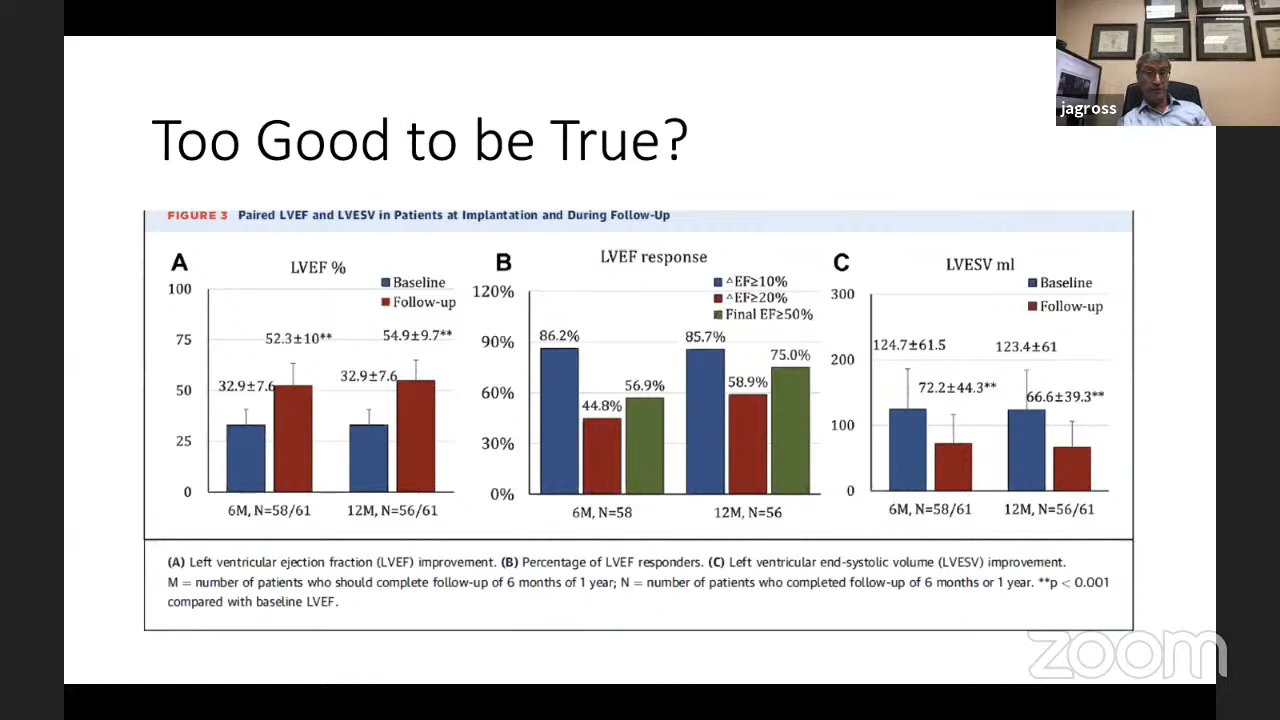 jagross
Too Good to be True?
FIGURE 3 Paired LVEF and LVESV in Patients at Implantation and During Follow-Up
A
LVEF %
Baseline
Follow-up
100
75
50
25
0
32.9±7.6
52.3±10**
32.9±7.6
54.9±9.7**
6M, N=58/61
12M, N=56/61
B
LVEF response
△EF≥10%
△EF≥20%
Final EF≥50%
120%
90%
60%
30%
0%
86.2%
44.8%
56.9%
85.7%
58.9%
75.0%
6M, N=58
12M, N=56
C
LVESV ml
Baseline
Follow-up
300
200
100
0
124.7±61.5
72.2±44.3**
123.4±61
66.6±39.3**
6M, N=58/61
12M, N=56/61
(A) Left ventricular ejection fraction (LVEF) improvement. (B) Percentage of LVEF responders. (C) Left ventricular end-systolic volume (LVESV) improvement.
M = number of patients who should complete follow-up of 6 months of 1 year; N = number of patients who completed follow-up of 6 months or 1 year. **p < 0.001
compared with baseline LVEF.
zoom